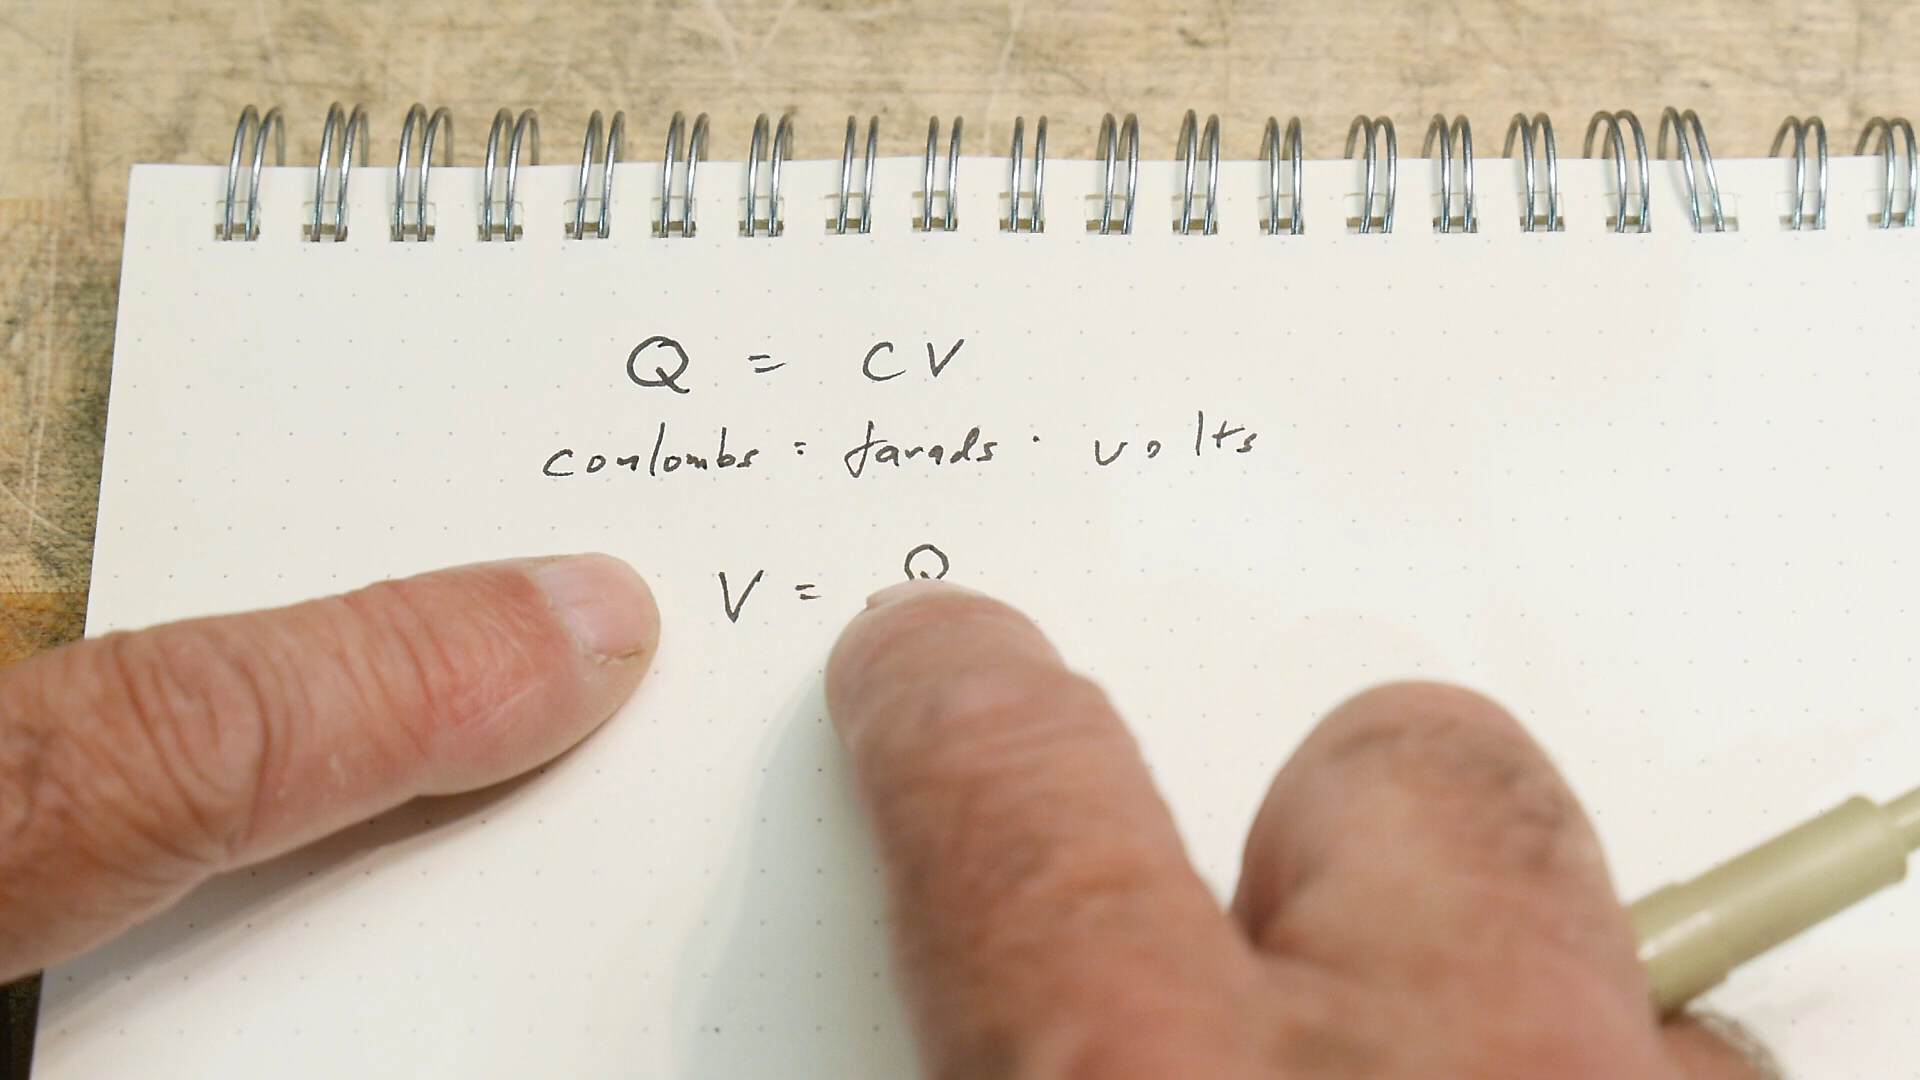 Q = CV
coulombs = farads · volts
V = Q